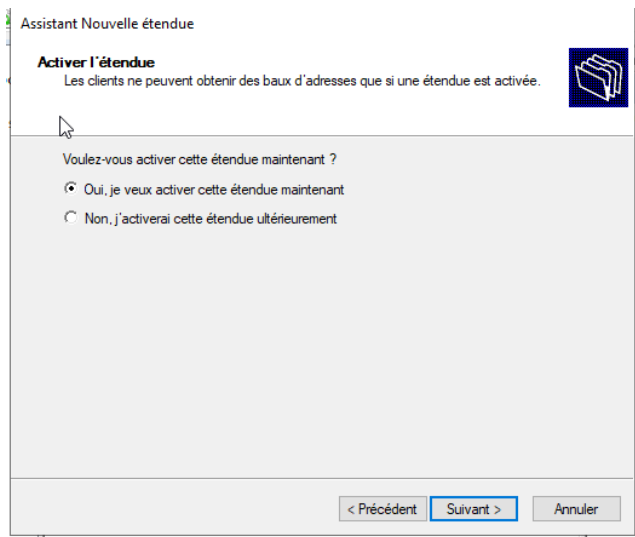 Assistant Nouvelle étendue
Activer l'étendue
Les clients ne peuvent obtenir des baux d'adresses que si une étendue est activée.
Voulez-vous activer cette étendue maintenant ?
Oui, je veux activer cette étendue maintenant
Non, j'activerai cette étendue ultérieurement
< Précédent Suivant > Annuler